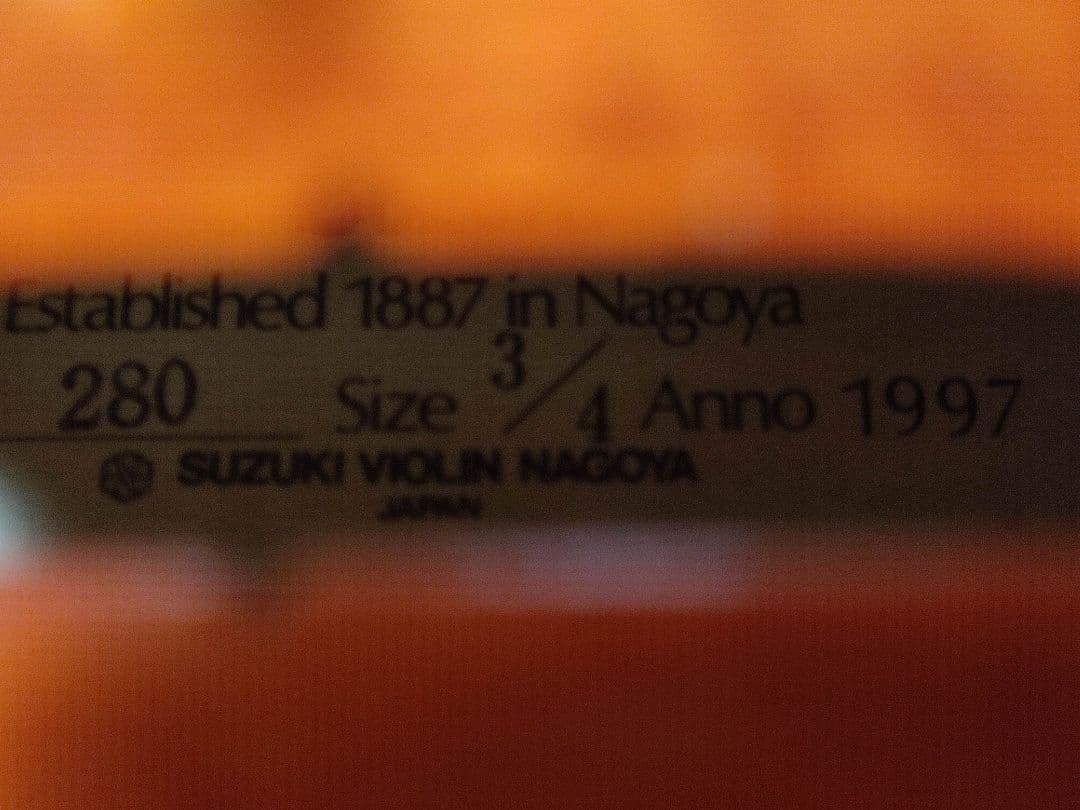 Established 1887 in Nagoya
280 Size 3/4 Anno 1997
SUZUKI VIOLIN NAGOYA
JAPAN